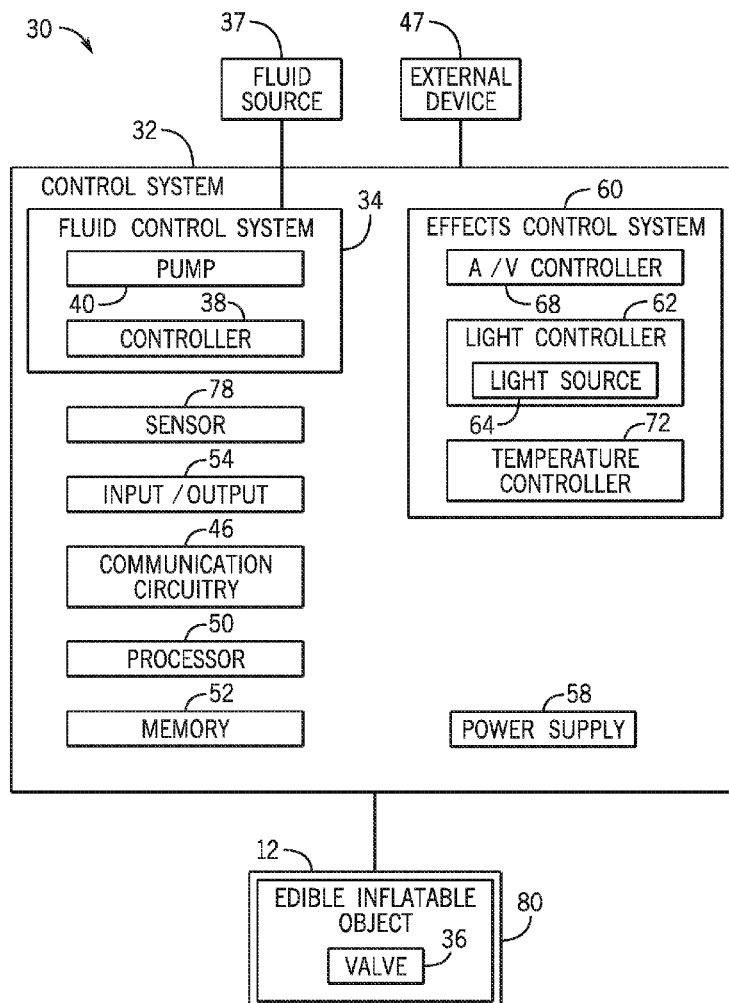 30
37
47
FLUID
SOURCE
EXTERNAL
DEVICE
32
CONTROL SYSTEM
34
FLUID CONTROL SYSTEM
PUMP
40
38
CONTROLLER
78
SENSOR
54
INPUT/OUTPUT
46
COMMUNICATION
CIRCUITRY
50
PROCESSOR
52
MEMORY
60
EFFECTS CONTROL SYSTEM
A/V CONTROLLER
68
62
LIGHT CONTROLLER
LIGHT SOURCE
64
72
TEMPERATURE
CONTROLLER
58
POWER SUPPLY
12
EDIBLE INFLATABLE
OBJECT
80
36
VALVE